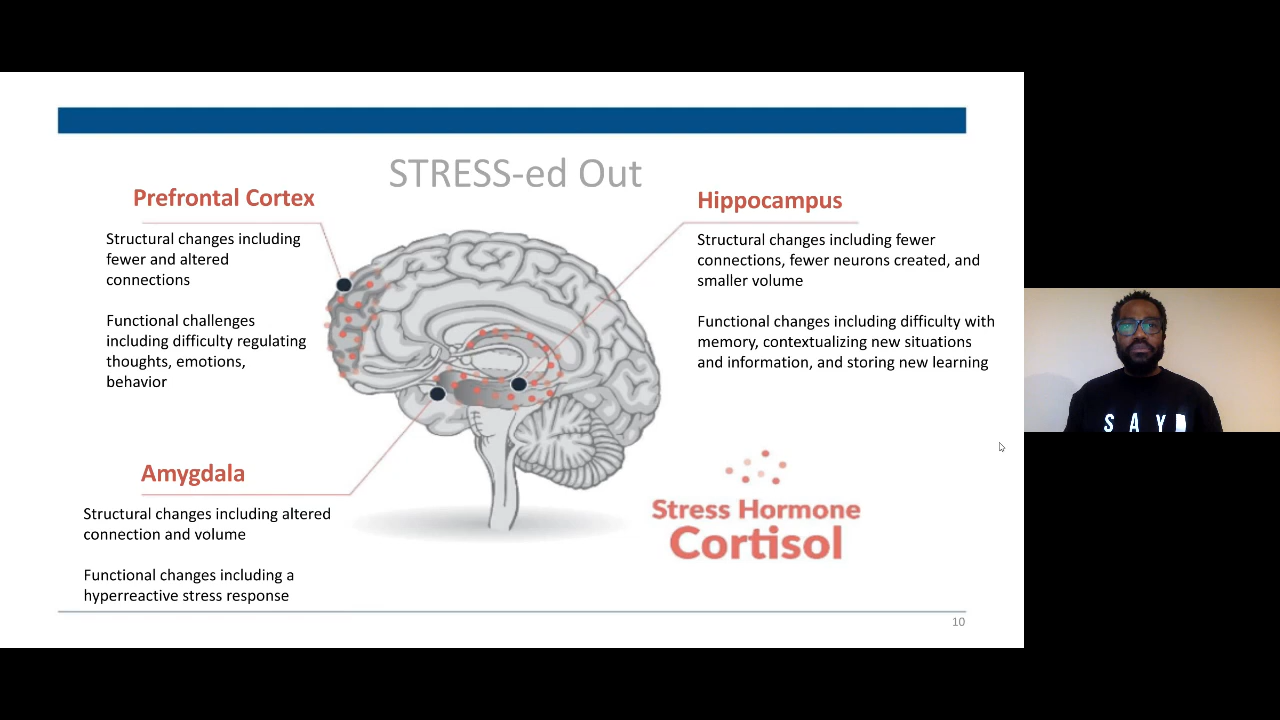 STRESS-ed Out
Prefrontal Cortex
Structural changes including
fewer and altered
connections
Functional challenges
including difficulty regulating
thoughts, emotions,
behavior
Hippocampus
Structural changes including fewer
connections, fewer neurons created, and
smaller volume
Functional changes including difficulty with
memory, contextualizing new situations
and information, and storing new learning
Amygdala
Structural changes including altered
connection and volume
Functional changes including a
hyperreactive stress response
Stress Hormone
Cortisol
10